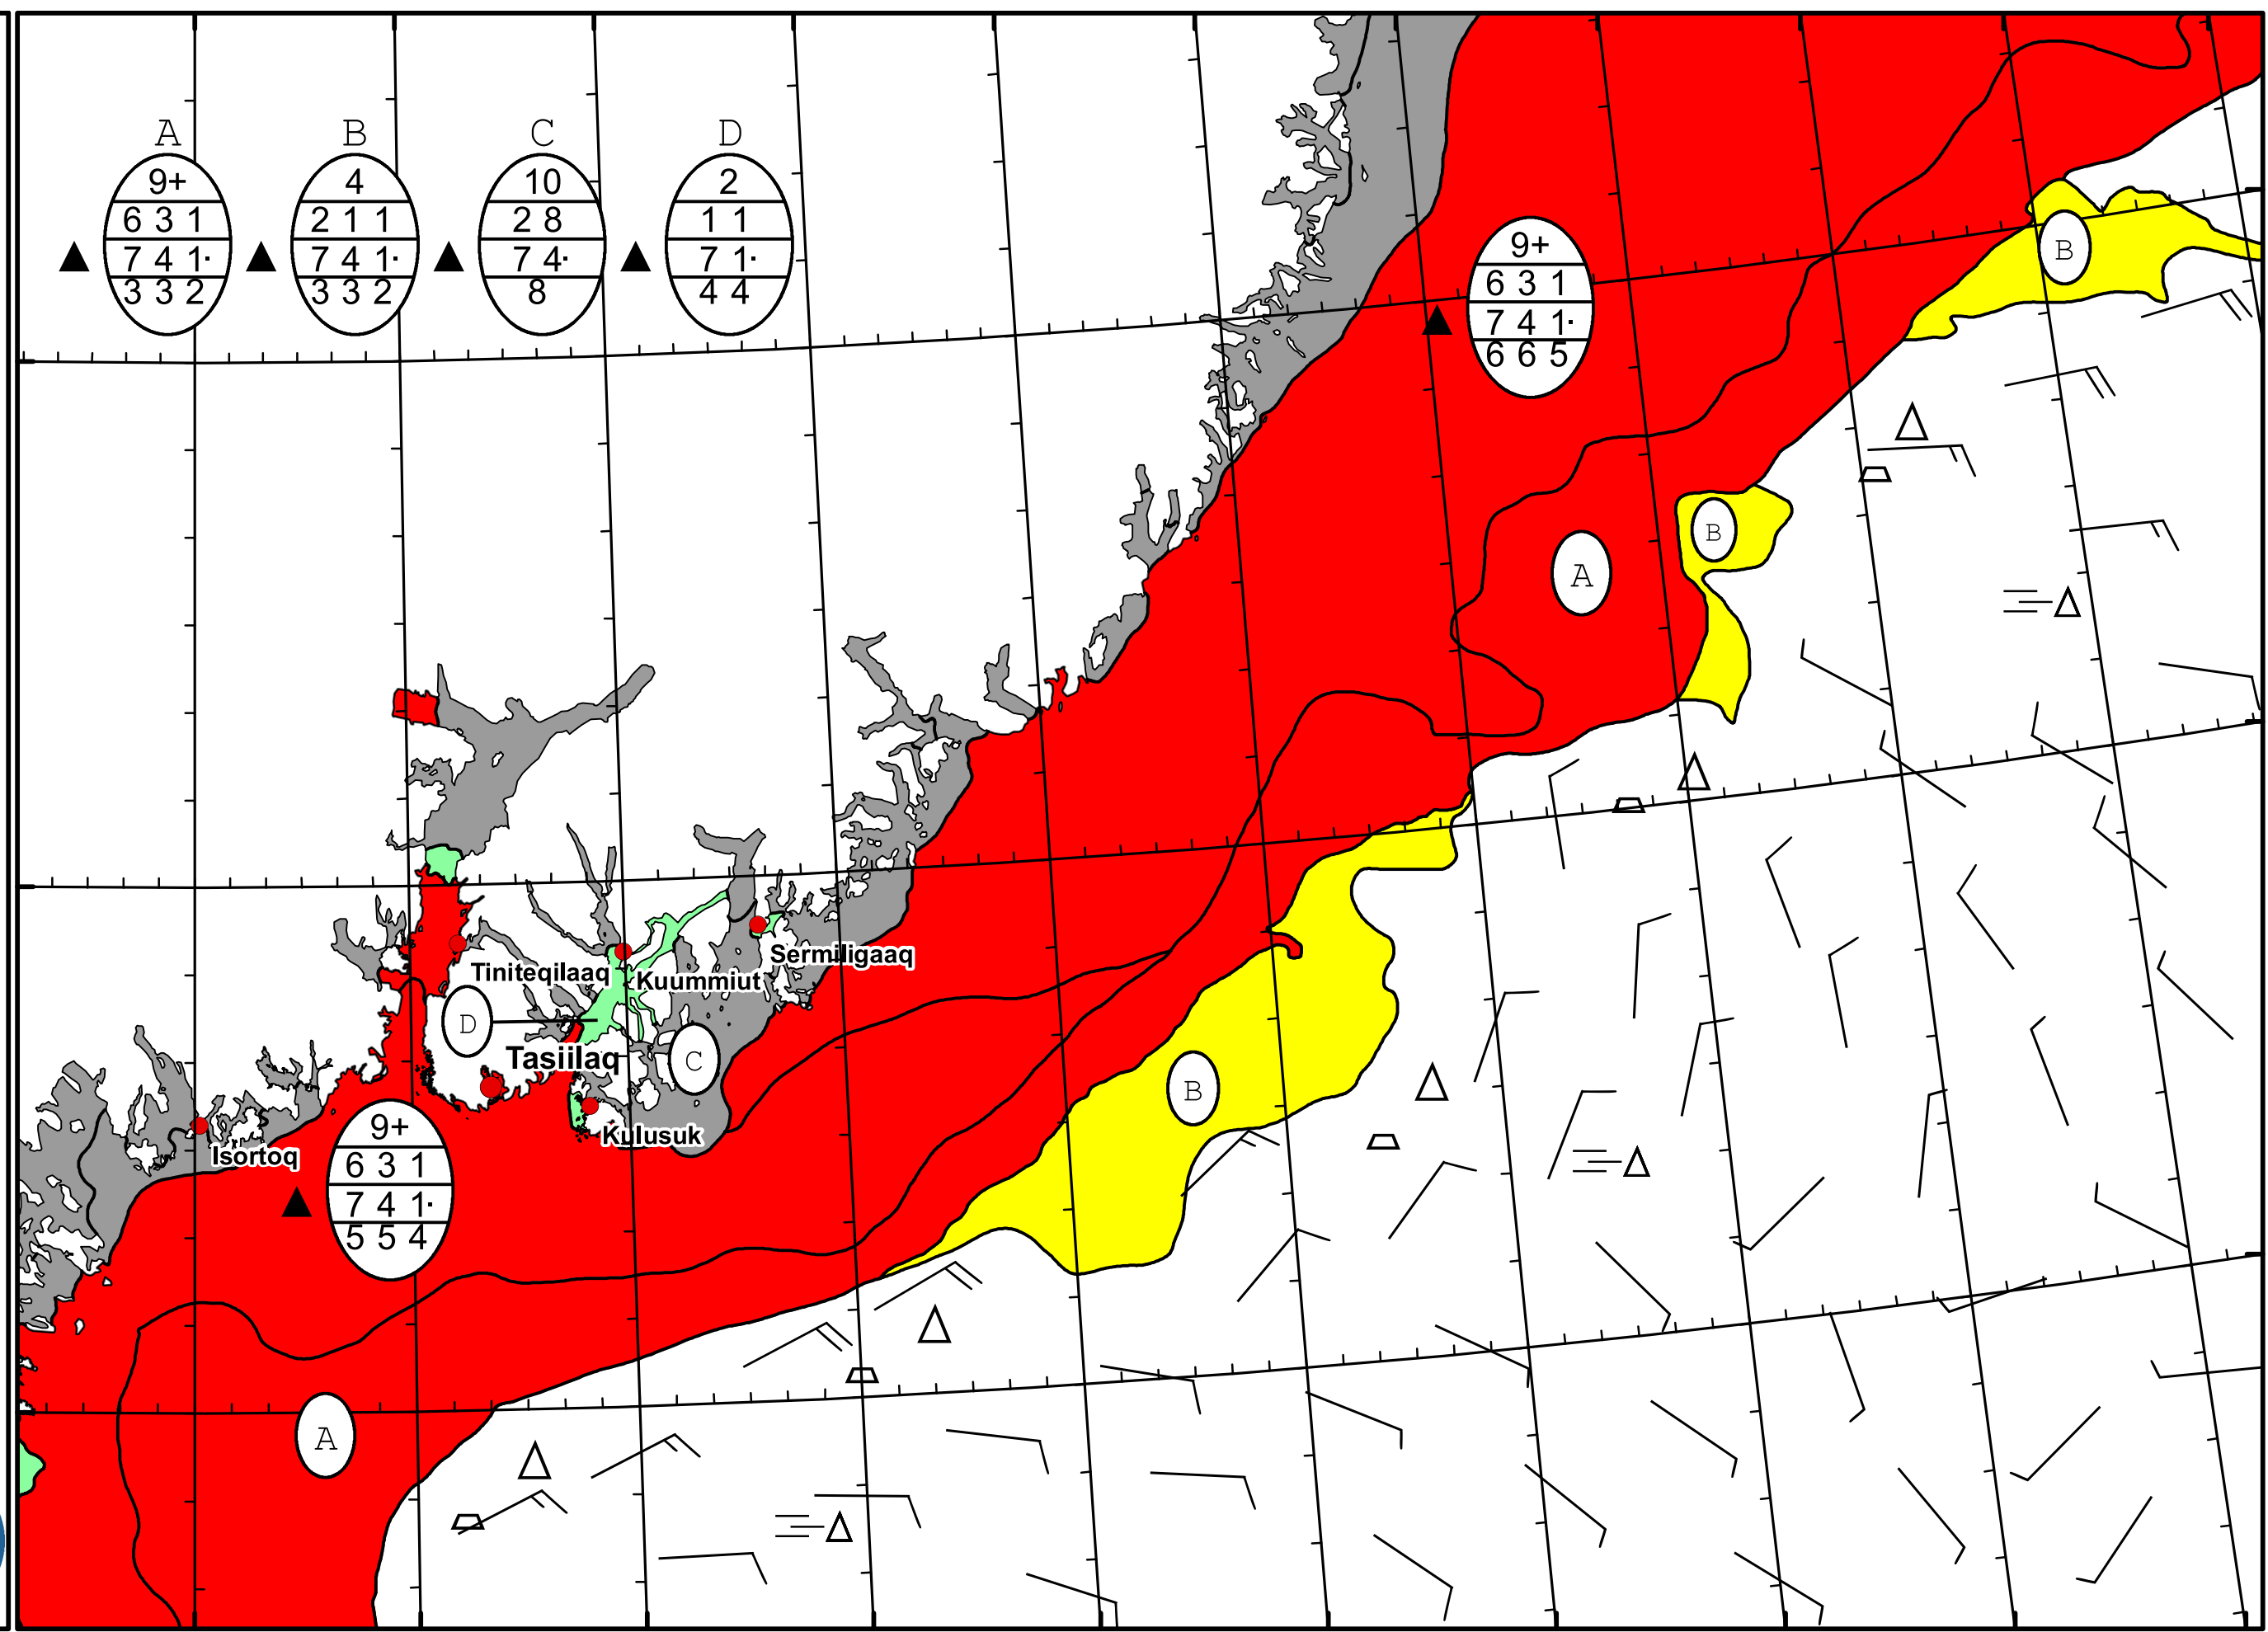 A B C D
9+ 4 10 2
6 3 1 2 1 1 2 8 1 1
7 4 1· 7 4 1· 7 4· 7 1·
3 3 2 3 3 2 8 4 4
9+
6 3 1
7 4 1·
6 6 5
B
B
A
Sermiligaaq
Tiniteqilaaq
Kuummiut
D
Tasiilaq
C
B
Kulusuk
Isortoq
9+
6 3 1
7 4 1·
5 5 4
A